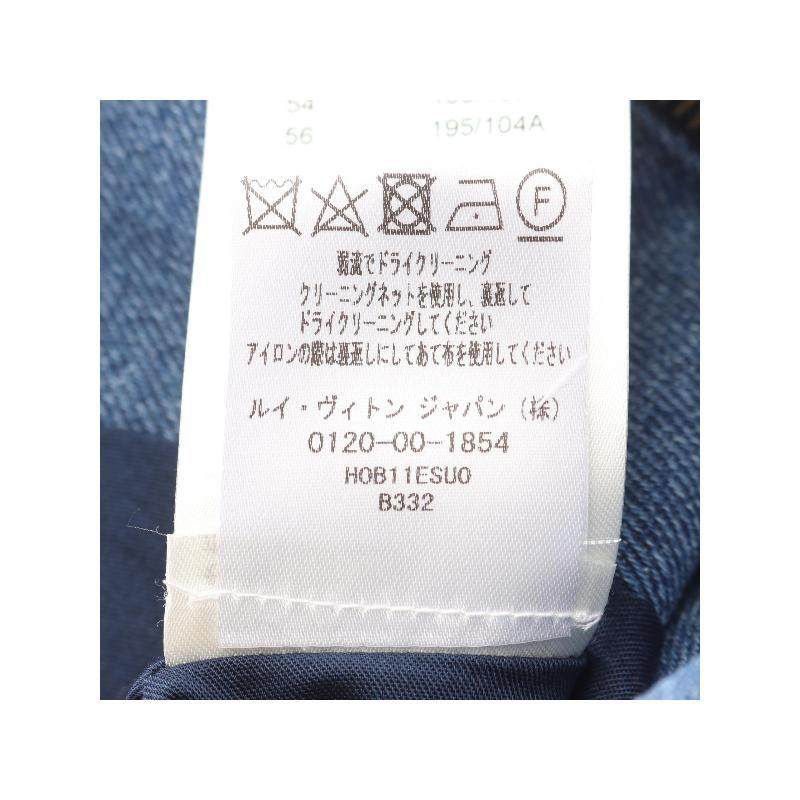 54
56 195/104A
F
弱流でドライクリーニング
クリーニングネットを使用し、裏返して
ドライクリーニングしてください
アイロンの際は裏返しにしてあて布を使用してください
ルイ・ヴィトン ジャパン (株)
0120-00-1854
H0B11ESU0
B332